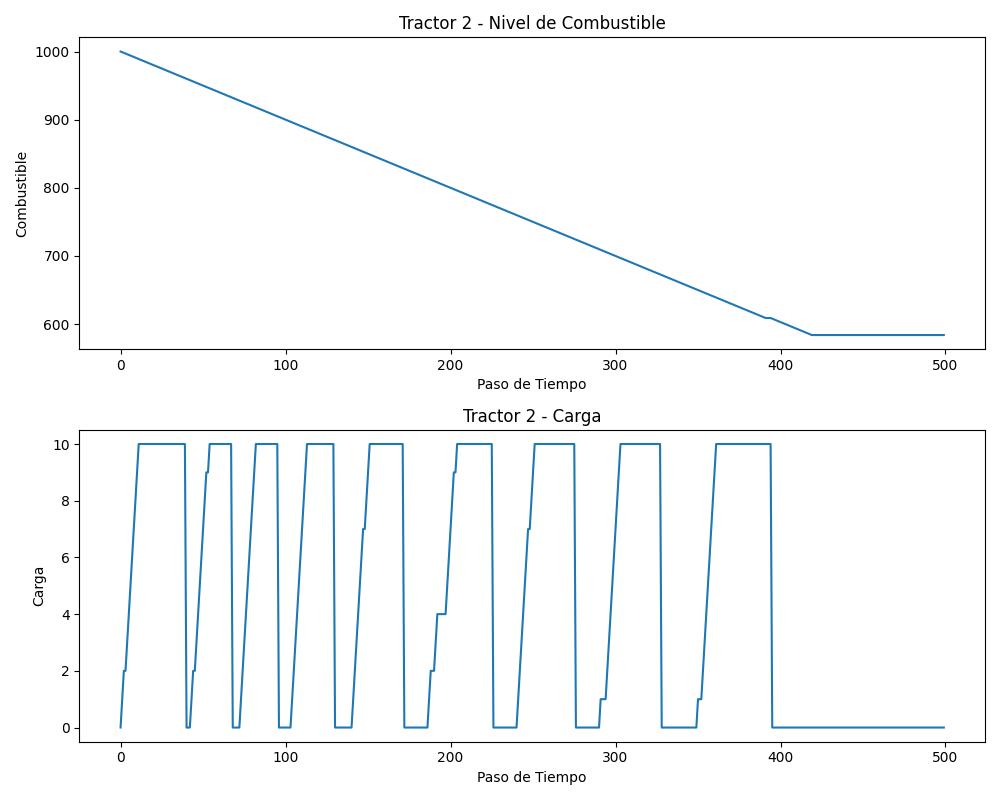 Tractor 2 - Nivel de Combustible
1000
900
800
700
600
Combustible
0 100 200 300 400 500
Paso de Tiempo
Tractor 2 - Carga
10
8
6
4
2
0
Carga
0 100 200 300 400 500
Paso de Tiempo